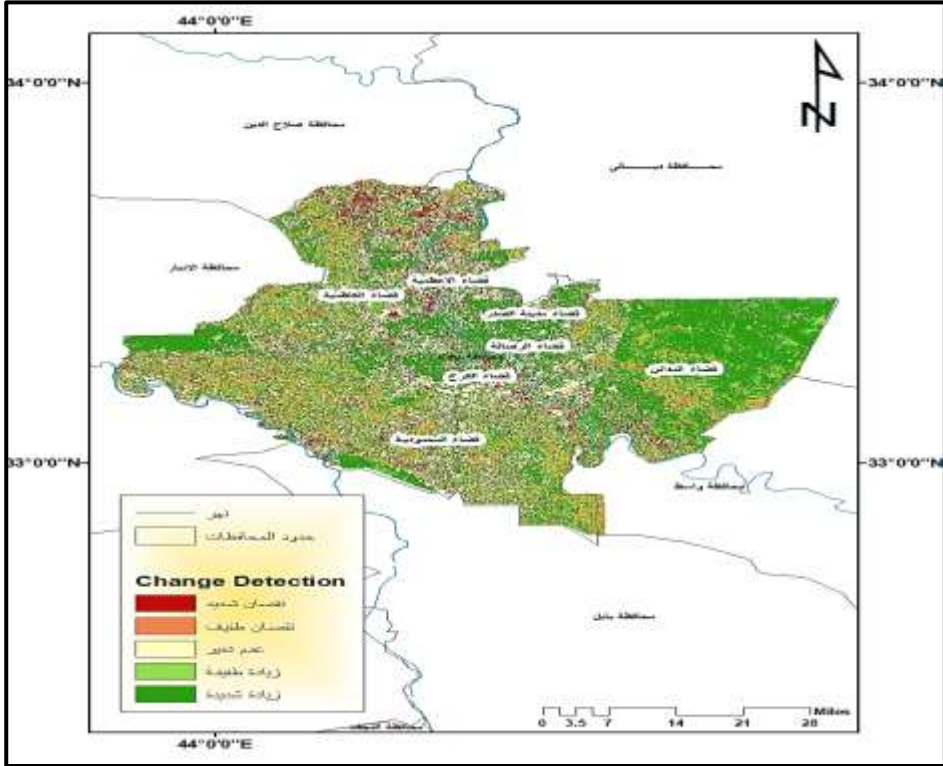 44°0'0"E
34°0'0"N
34°0'0"N
محافظة صلاح الدين
محـــافظة ديـــــالى
محافظة الانبار
قضاء الاعظمية
قضاء الكاظمية
قضاء مدينة الصدر
قضاء الرصافة
قضاء المدائن
قضاء الكرخ
قضاء المحمودية
33°0'0"N
33°0'0"N
محافظة واسط
حدود المحافظات
Change Detection
نقصان شديد
نقصان طفيف
عدم تغير
زيادة طفيفة
زيادة شديدة
محافظة بابل
Miles
0 3.5 7 14 21 28
محافظة النجف
44°0'0"E
N